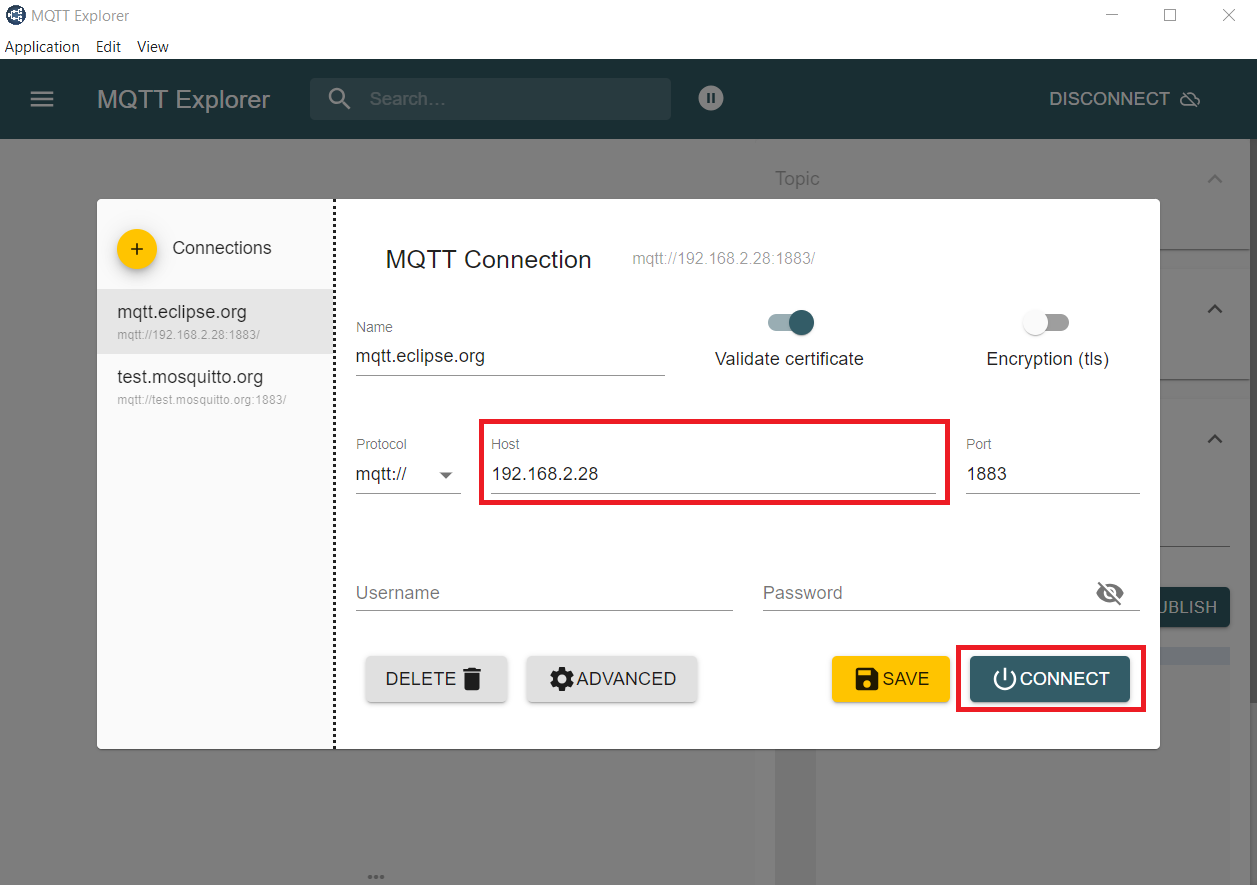 MQTT Explorer
Application Edit View
MQTT Explorer Search... DISCONNECT
Topic
+ Connections
mqtt.eclipse.org
mqtt://192.168.2.28:1883/
test.mosquitto.org
mqtt://test.mosquitto.org:1883/
MQTT Connection mqtt://192.168.2.28:1883/
Name
mqtt.eclipse.org
Validate certificate
Encryption (tls)
Protocol
mqtt://
Host
192.168.2.28
Port
1883
Username
Password
DELETE ADVANCED SAVE CONNECT
UBLISH